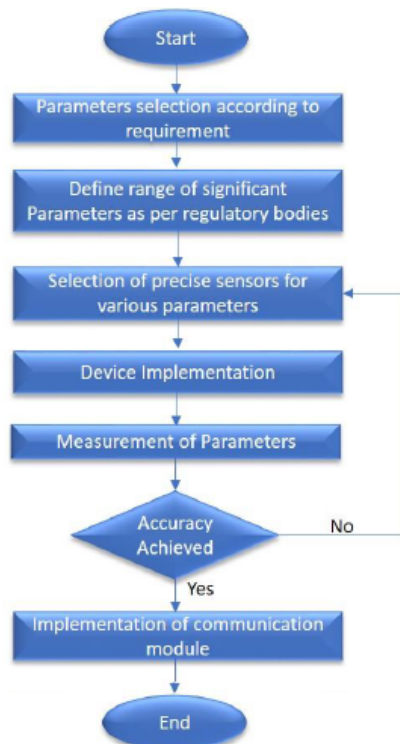 Start
Parameters selection according to
requirement
Define range of significant
Parameters as per regulatory bodies
Selection of precise sensors for
various parameters
Device Implementation
Measurement of Parameters
Accuracy
Achieved
No
Yes
Implementation of communication
module
End